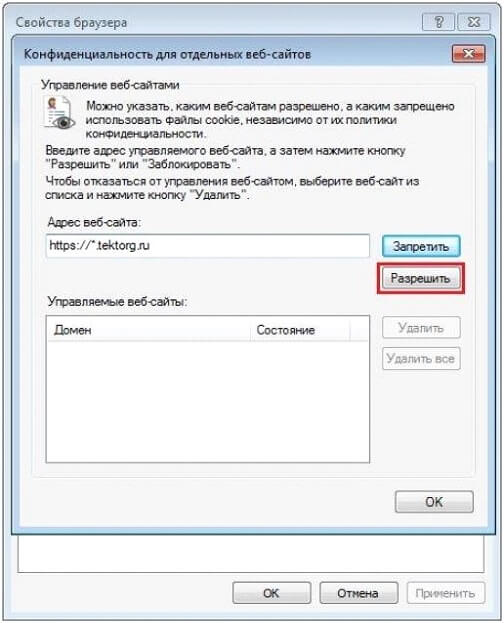 Свойства браузера
Конфиденциальность для отдельных веб-сайтов
Управление веб-сайтами
Можно указать, каким веб-сайтам разрешено, а каким запрещено
использовать файлы cookie, независимо от их политики
конфиденциальности.
Введите адрес управляемого веб-сайта, а затем нажмите кнопку
"Разрешить" или "Заблокировать".
Чтобы отказаться от управления веб-сайтом, выберите веб-сайт из
списка и нажмите кнопку "Удалить".
Адрес веб-сайта:
https://*.tektorg.ru
Запретить
Разрешить
Управляемые веб-сайты:
Домен Состояние
Удалить
Удалить все
OK
OK Отмена Применить